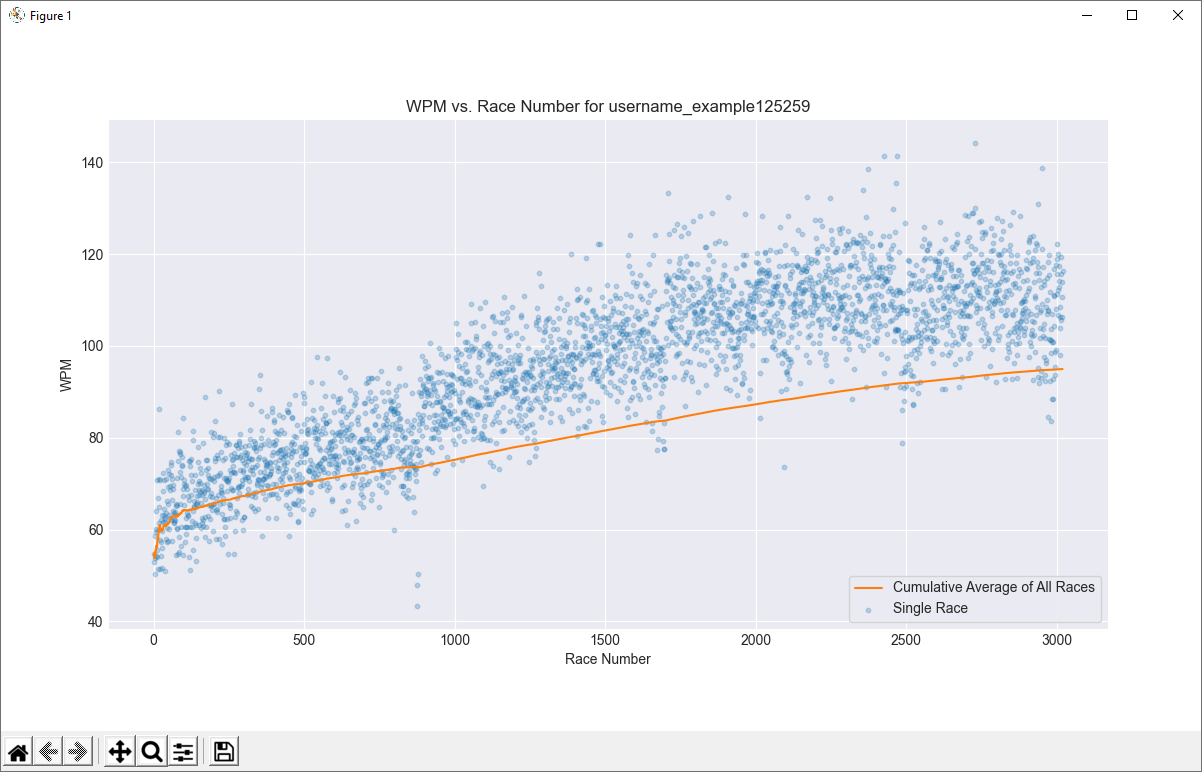 Figure 1
WPM vs. Race Number for username_example125259
140
120
100
80
60
40
WPM
0 500 1000 1500 2000 2500 3000
Race Number
Cumulative Average of All Races
Single Race